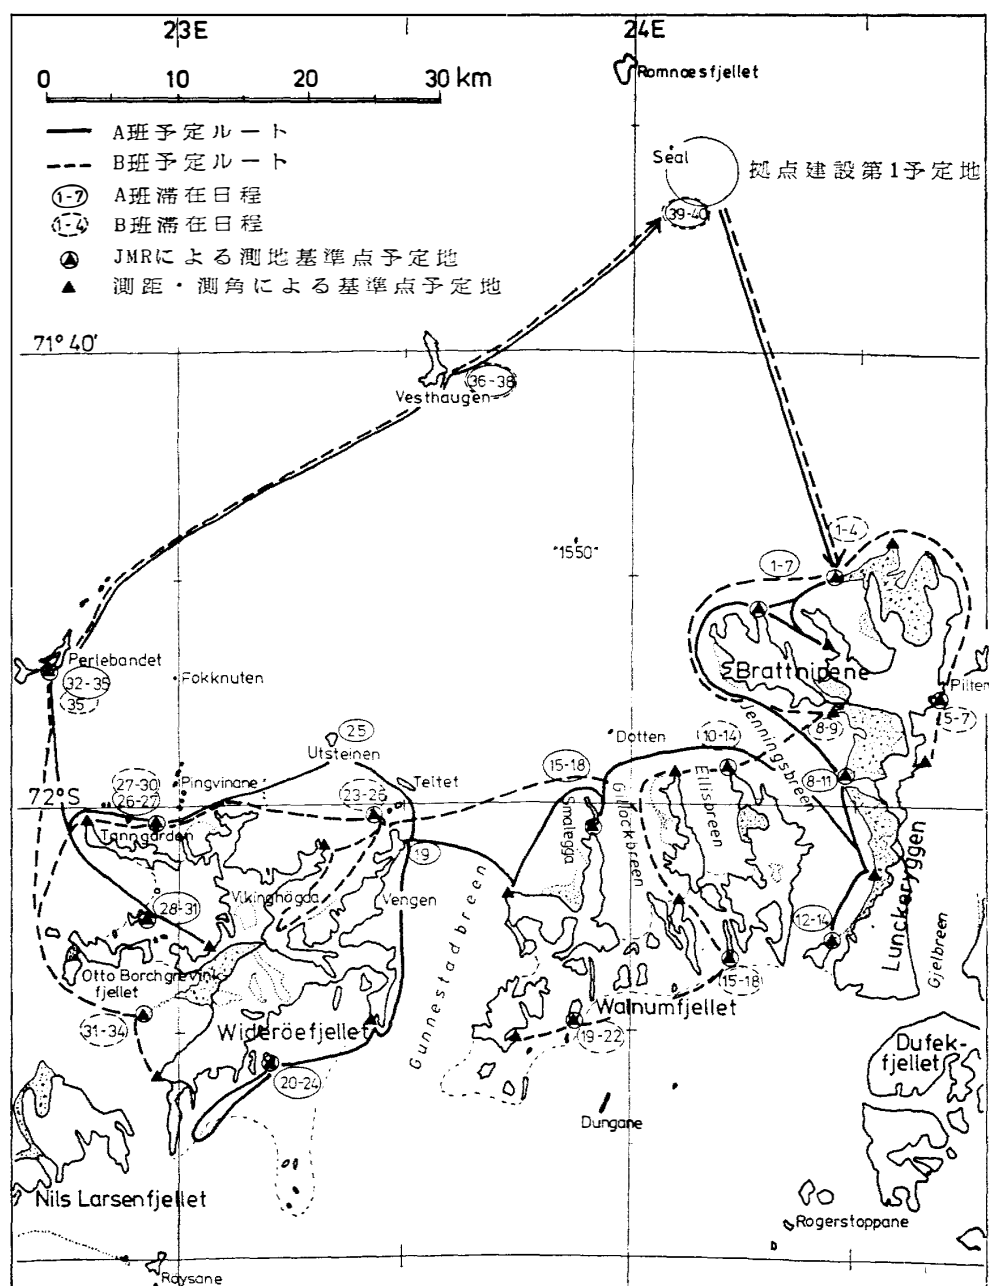 23E
24E
0 10 20 30 km
Romnœsfjellet
A班予定ルート
B班予定ルート
1-7 A班滞在日程
1-4 B班滞在日程
JMRによる測地基準点予定地
測距・測角による基準点予定地
Seal
拠点建設第1予定地
39-40
71°40'
36-38
Vesthaugen
1-4
1550
1-7
Perlebandet
32-35
35
Fokknuten
Brattnipene
Pilten
5-7
8-9
Jenningsbreen
25
Utsteinen
Dotten
10-14
15-18
8-11
27-30
26-27
Pingvinane
Teltet
23-26
72°S
Tanngarden
Smalegga
Gillockbreen
Ellisbreen
19
Vikinghögda
Vengen
Gunnestadbreen
28-31
12-14
Lunckeryggen
Gjelbreen
Otto Borchgrevink-
fjellet
15-18
31-34
Wideröefjellet
Walnumfjellet
19-22
20-24
Dufek-
fjellet
Dungane
Nils Larsenfjellet
Rogerstoppane
Roysane